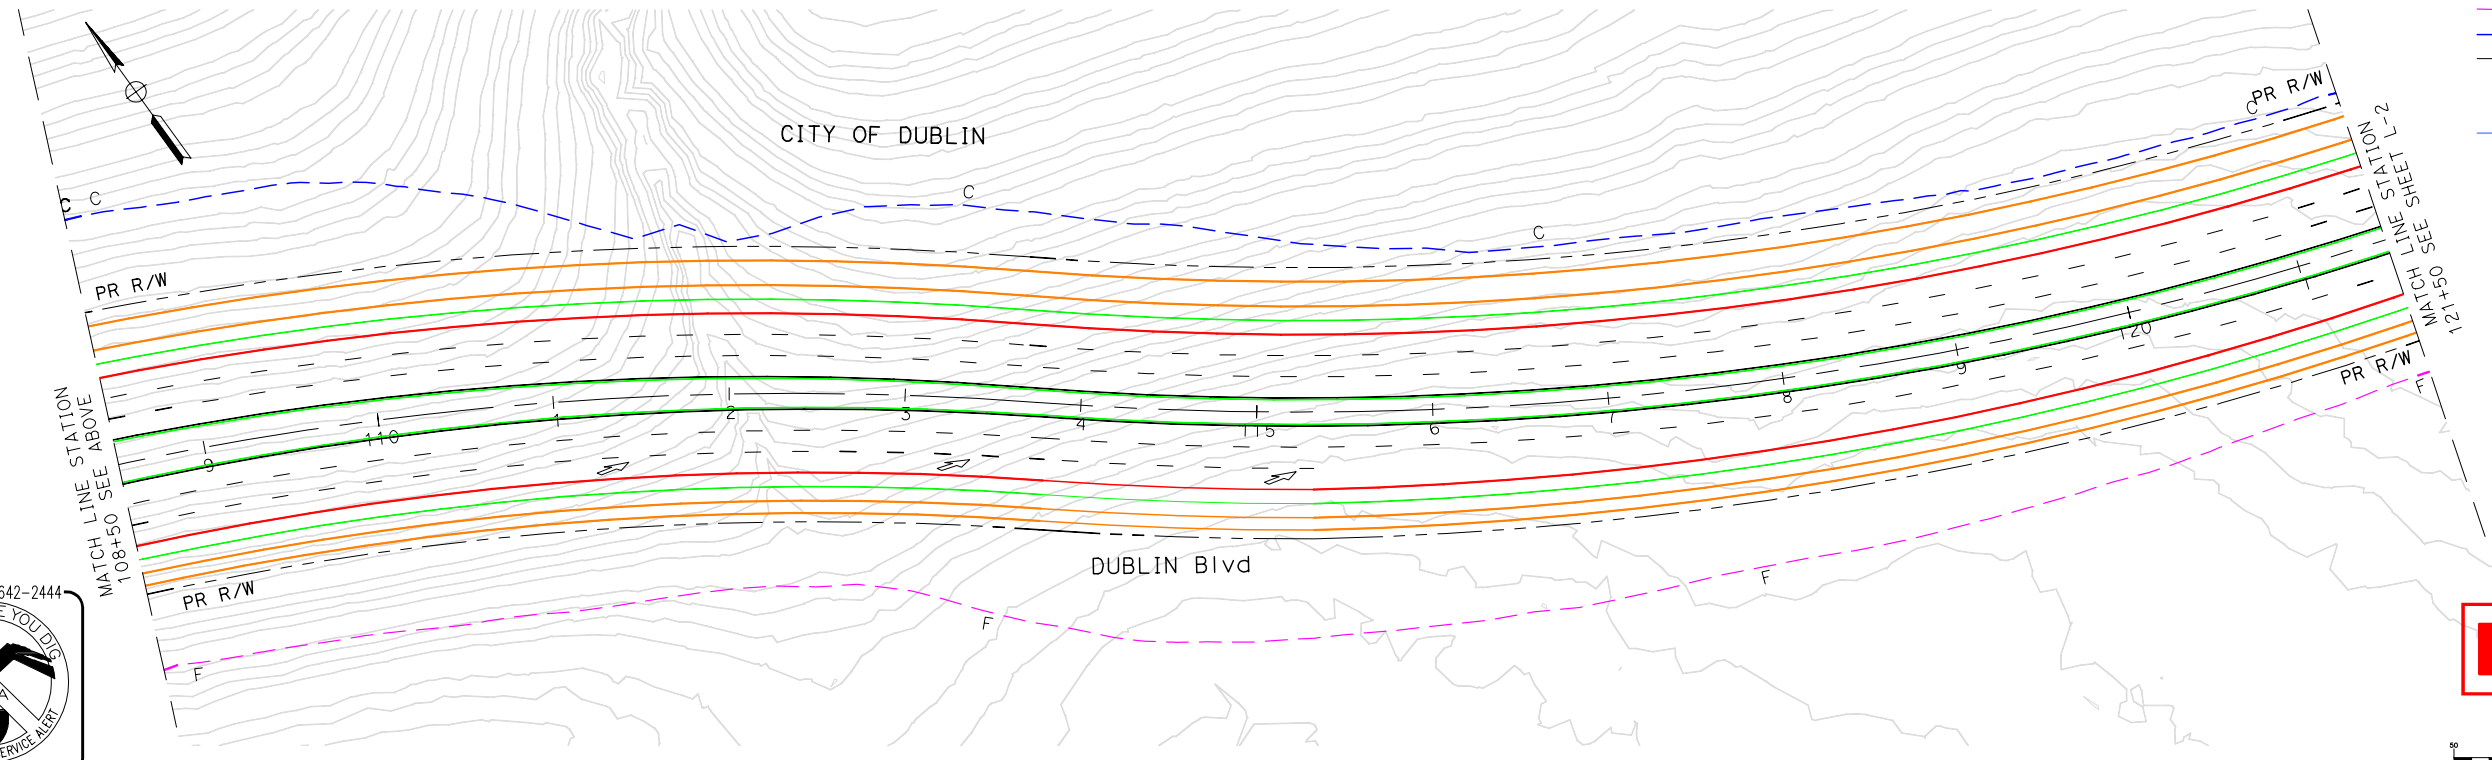 PR R/W
C
CITY OF DUBLIN
C
C
C
C
PR R/W
MATCH LINE STATION
121+50 SEE SHEET L-2
MATCH LINE STATION
108+50 SEE ABOVE
9
110
1
2
3
4
115
6
7
8
9
120
PR R/W
F
DUBLIN Blvd
PR R/W
F
F
F
642-2444
E YOU DIG
ERVICE ALERT
50